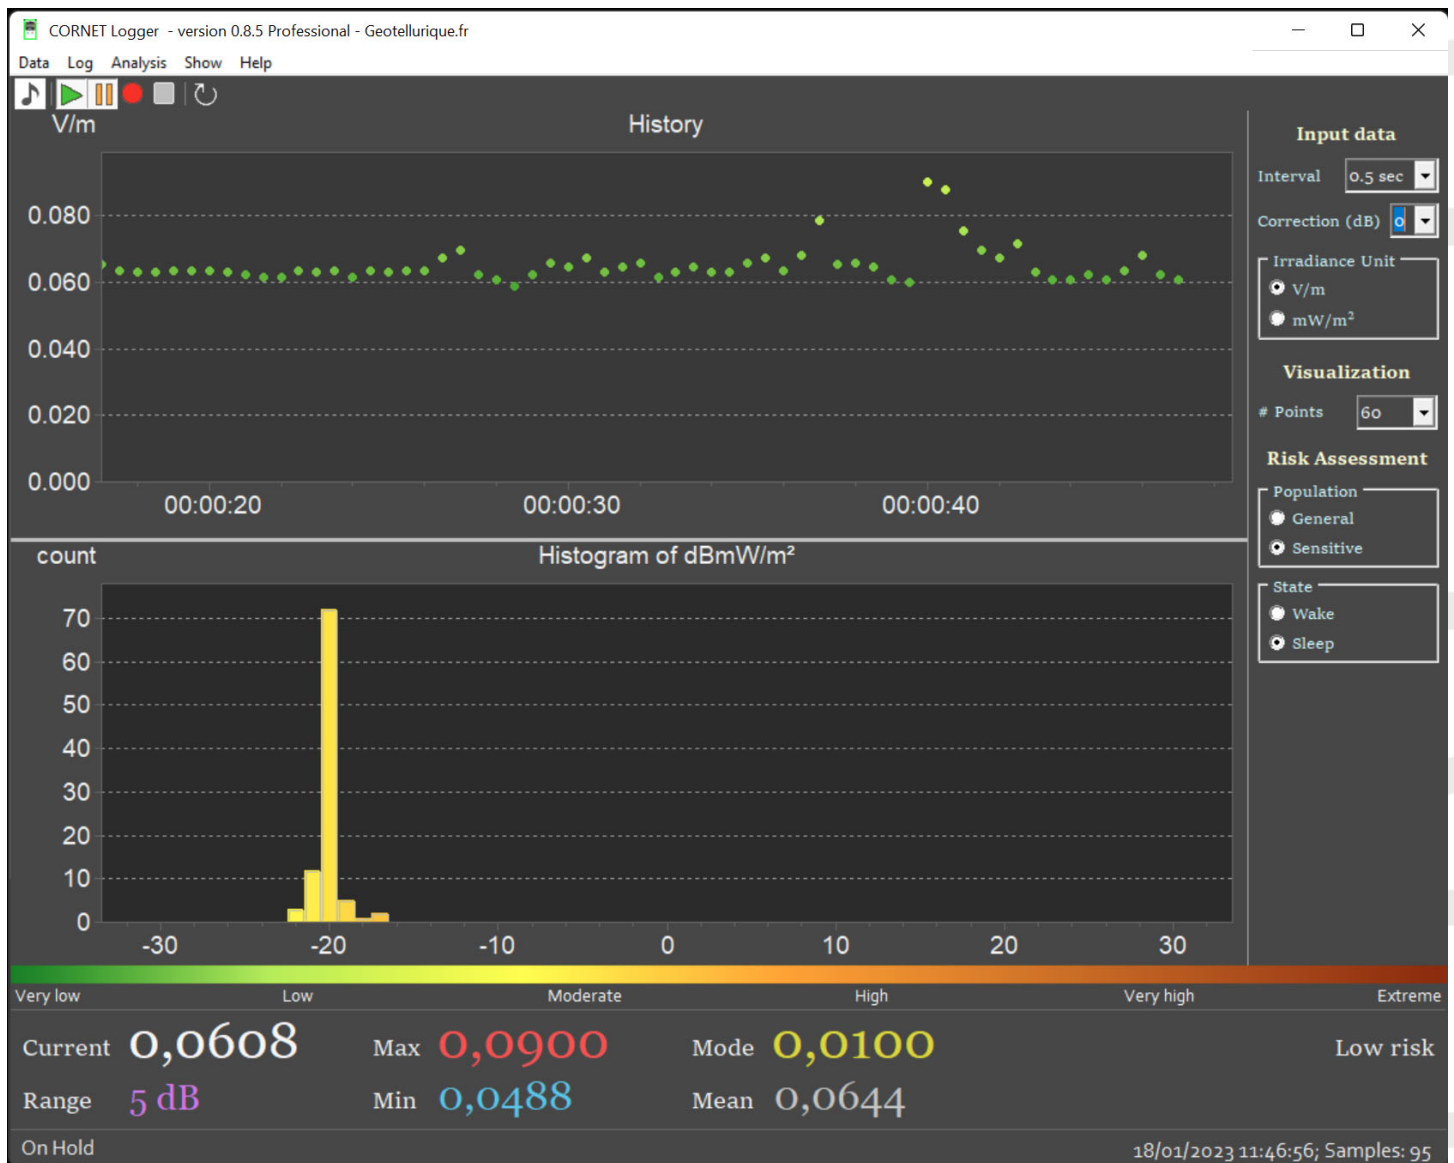 CORNET Logger - version 0.8.5 Professional - Geotellurique.fr
Data Log Analysis Show Help
V/m
History
0.080
0.060
0.040
0.020
0.000
00:00:20 00:00:30 00:00:40
count
Histogram of dBmW/m²
70
60
50
40
30
20
10
0
-30 -20 -10 0 10 20 30
Input data
Interval 0.5 sec
Correction (dB) 0
Irradiance Unit
V/m
mW/m²
Visualization
# Points 60
Risk Assessment
Population
General
Sensitive
State
Wake
Sleep
Very low Low Moderate High Very high Extreme
Current 0,0608 Max 0,0900 Mode 0,0100 Low risk
Range 5 dB Min 0,0488 Mean 0,0644
On Hold 18/01/2023 11:46:56; Samples: 95